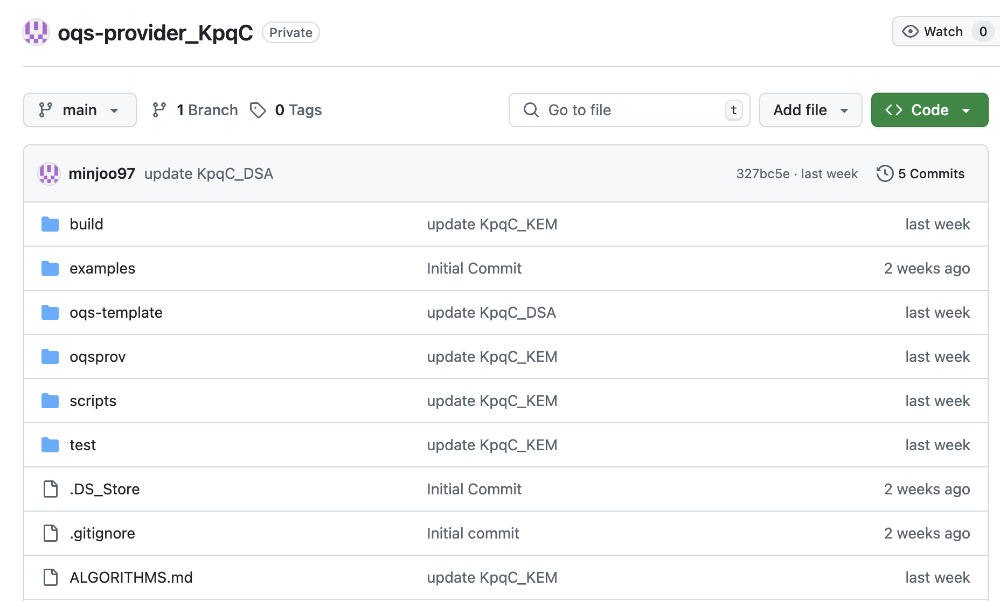 oqs-provider_KpqC Private Watch 0
main 1 Branch 0 Tags Go to file t Add file Code
minjoo97 update KpqC_DSA 327bc5e · last week 5 Commits
build update KpqC_KEM last week
examples Initial Commit 2 weeks ago
oqs-template update KpqC_DSA last week
oqsprov update KpqC_KEM last week
scripts update KpqC_KEM last week
test update KpqC_KEM last week
.DS_Store Initial Commit 2 weeks ago
.gitignore Initial commit 2 weeks ago
ALGORITHMS.md update KpqC_KEM last week